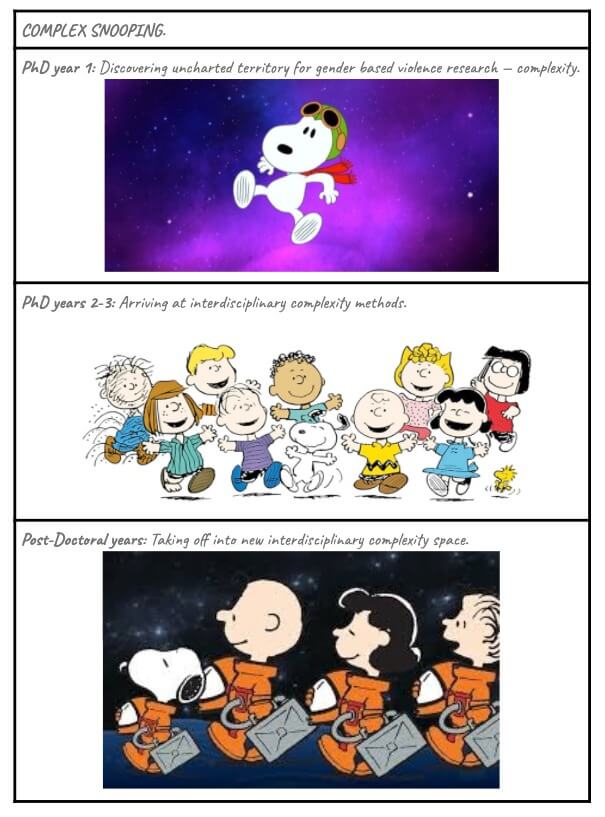 COMPLEX SNOOPING.
PhD year 1: Discovering uncharted territory for gender based violence research – complexity.
PhD years 2-3: Arriving at interdisciplinary complexity methods.
Post-Doctoral years: Taking off into new interdisciplinary complexity space.